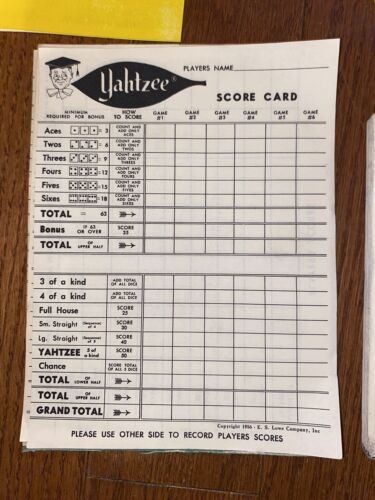 PLAYERS NAME
Yahtzee®
SCORE CARD
MINIMUM REQUIRED FOR BONUS HOW TO SCORE GAME #1 GAME #2 GAME #3 GAME #4 GAME #5 GAME #6
Aces = 3 COUNT AND ADD ONLY ACES
Twos = 6 COUNT AND ADD ONLY TWOS
Threes = 9 COUNT AND ADD ONLY THREES
Fours = 12 COUNT AND ADD ONLY FOURS
Fives = 15 COUNT AND ADD ONLY FIVES
Sixes = 18 COUNT AND ADD ONLY SIXES
TOTAL = 63
Bonus IF 63 OR OVER SCORE 35
TOTAL OF UPPER HALF
3 of a kind ADD TOTAL OF ALL DICE
4 of a kind ADD TOTAL OF ALL DICE
Full House SCORE 25
Sm. Straight (Sequence of 4) SCORE 30
Lg. Straight (Sequence of 5) SCORE 40
YAHTZEE 5 of a kind SCORE 50
Chance SCORE TOTAL OF ALL 5 DICE
TOTAL OF LOWER HALF
TOTAL OF UPPER HALF
GRAND TOTAL
Copyright 1956 - E. S. Lowe Company, Inc
PLEASE USE OTHER SIDE TO RECORD PLAYERS SCORES